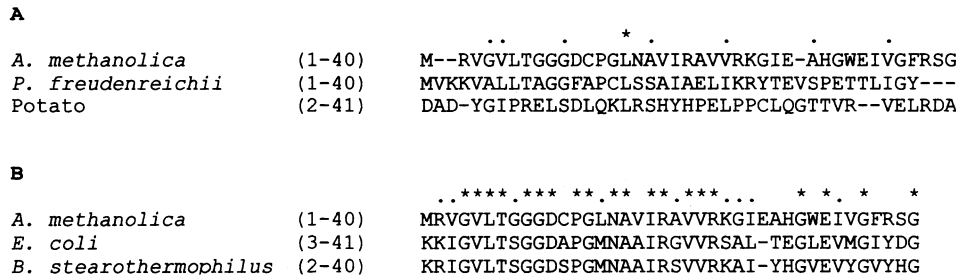 A
.. . * . . . .
A. methanolica (1-40) M--RVGVLTGGGDCPGLNAVIRAVVRKGIE-AHGWEIVGFRSG
P. freudenreichii (1-40) MVKKVALLTAGGFAPCLSSAIAELIKRYTEVSPETTLIGY---
Potato (2-41) DAD-YGIPRELSDLQKLRSHYHPELPPCLQGTTVR--VELRDA
B
..****.*** **.**.**.***... * *. * *
A. methanolica (1-40) MRVGVLTGGGDCPGLNAVIRAVVRKGIEAHGWEIVGFRSG
E. coli (3-41) KKIGVLTSGGDAPGMNAAIRGVVRSAL-TEGLEVMGIYDG
B. stearothermophilus (2-40) KRIGVLTSGGDSPGMNAAIRSVVRKAI-YHGVEVYGVYHG